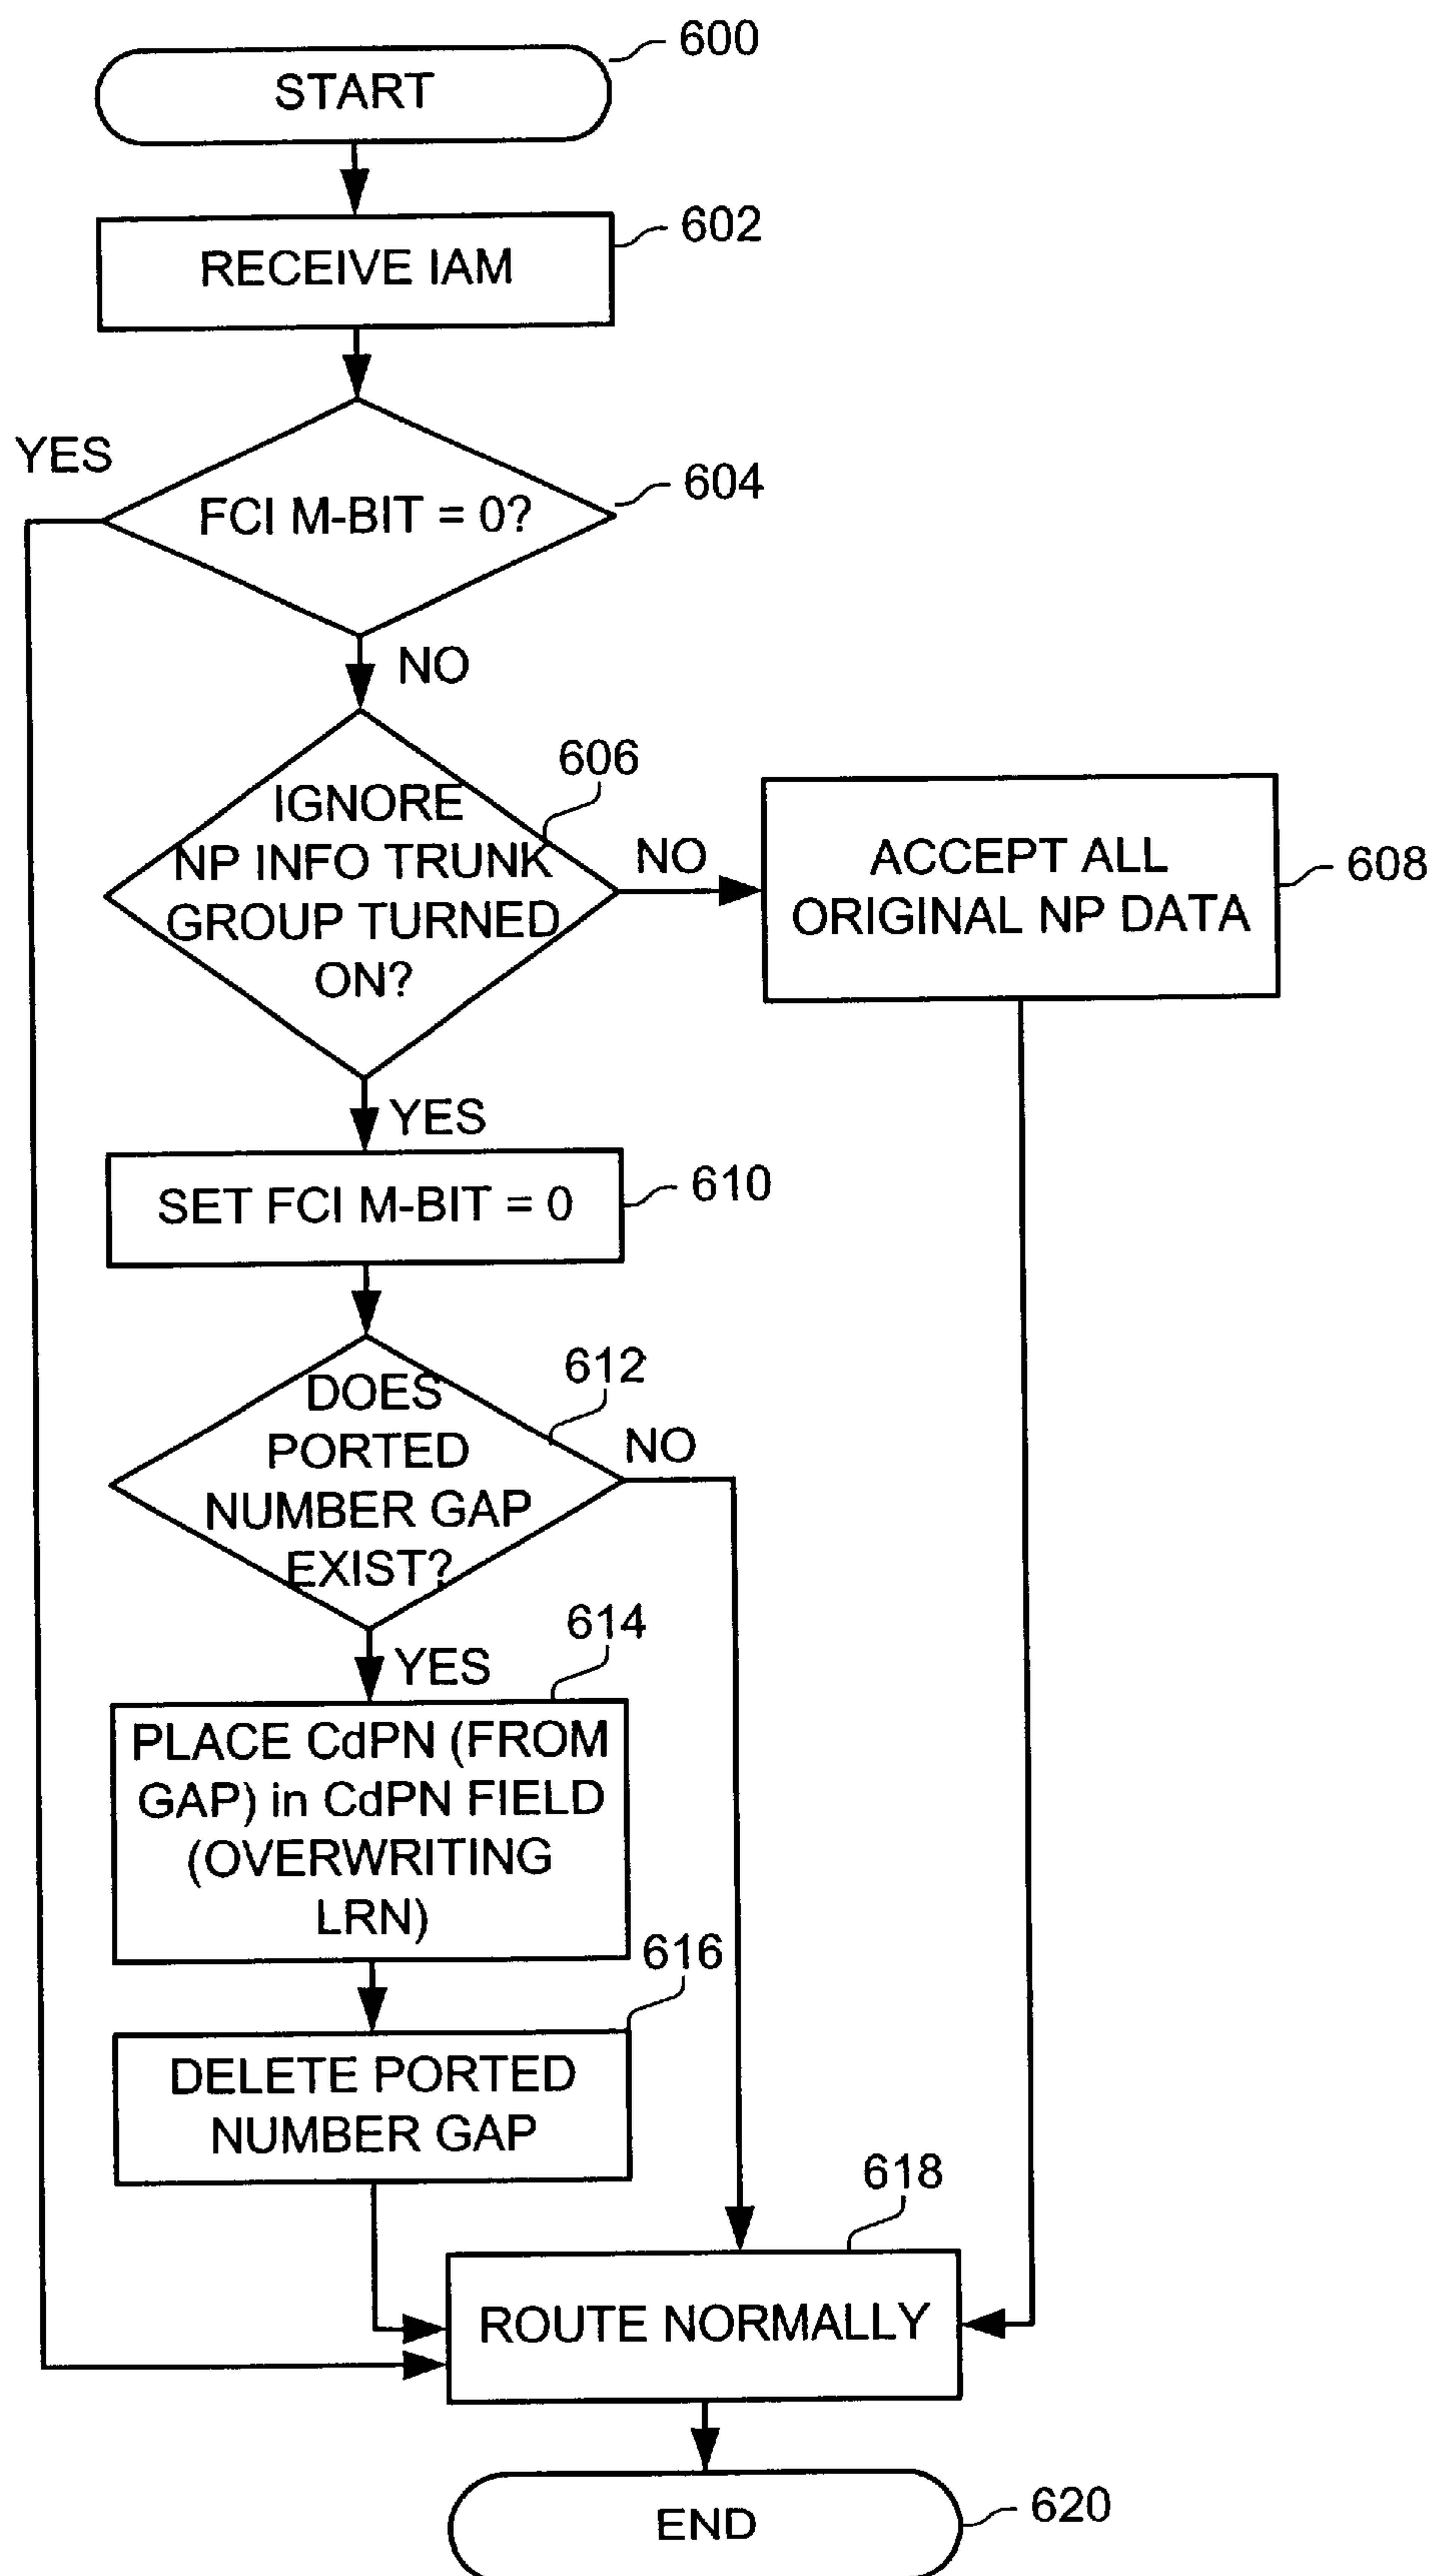 600
START
602
RECEIVE IAM
YES
604
FCI M-BIT = 0?
NO
606
IGNORE
NP INFO TRUNK
GROUP TURNED
ON?
NO
ACCEPT ALL
ORIGINAL NP DATA
608
YES
SET FCI M-BIT = 0
610
612
DOES
PORTED
NUMBER GAP
EXIST?
NO
614
YES
PLACE CdPN (FROM
GAP) in CdPN FIELD
(OVERWRITING
LRN)
616
DELETE PORTED
NUMBER GAP
618
ROUTE NORMALLY
END
620